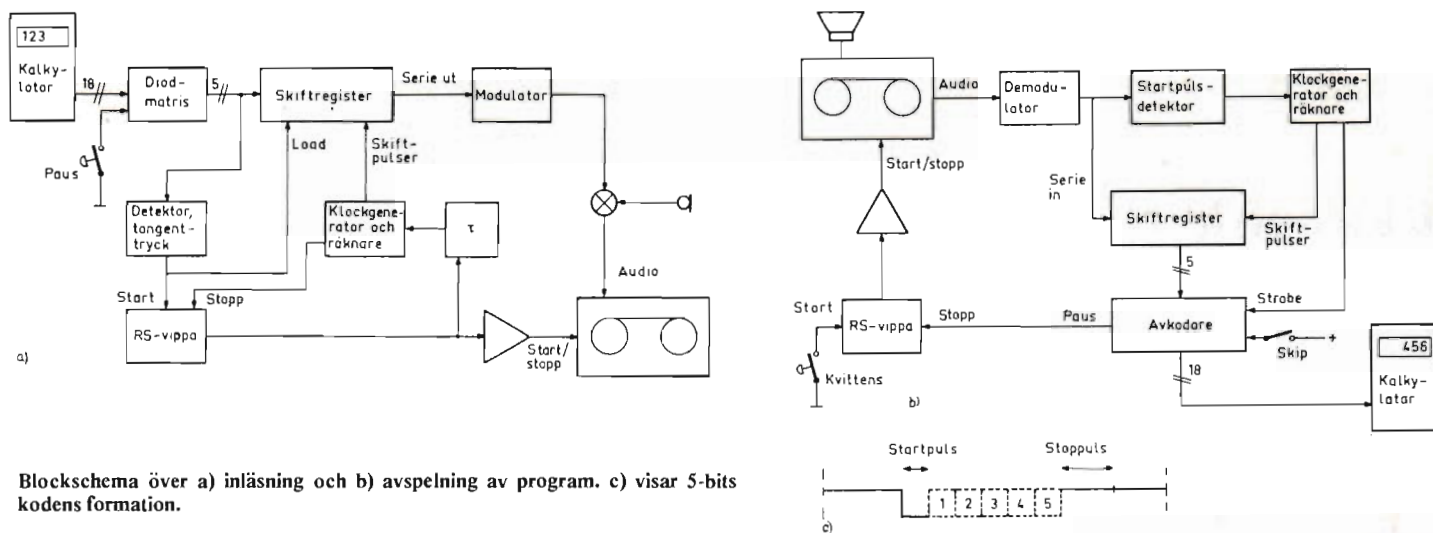 123
Kalky-
lator
18
Diod-
matris
5
Skiftregister
Serie ut
Modulator
Paus
Load
Skift-
pulser
Detektor,
tangent-
tryck
Klockgene-
rator och
räknare
τ
Start
Stopp
Audio
RS-vippa
Start/
stopp
a)
Audio
Demodu-
lator
Startpuls-
detektor
Klockgene-
rator och
räknare
Start/stopp
Serie
in
Skiftregister
Skift-
pulser
5
Start
RS-vippa
Stopp
Paus
Avkodare
Strobe
Skip
+
Kvittens
18
456
Kalky-
lator
b)
Startpuls
Stoppuls
1 2 3 4 5
c)
Blockschema över a) inläsning och b) avspelning av program. c) visar 5-bits
kodens formation.